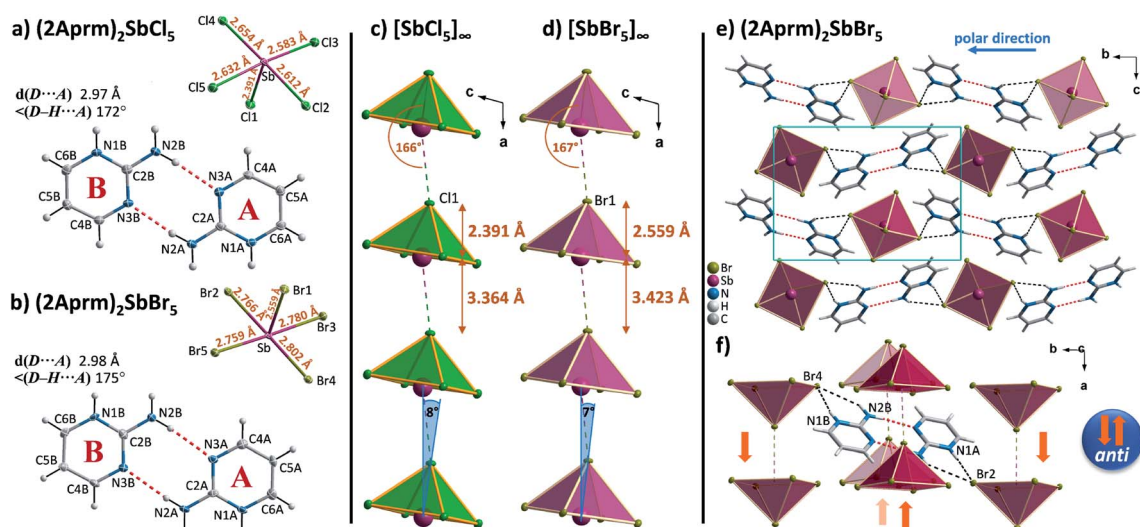 a) (2Aprm)₂SbCl₅
Cl4
2.654 Å
2.583 Å
Cl3
Sb
2.632 Å
2.391 Å
2.612 Å
Cl5
Cl1
Cl2
d(D···A) 2.97 Å
<(D–H···A) 172°
N1B
N2B
C6B
C2B
C5B
B
N3B
C4B
N3A
C4A
C5A
A
C2A
C6A
N2A
N1A
b) (2Aprm)₂SbBr₅
Br2
Br1
2.766 Å
2.559 Å
2.780 Å
Br3
2.759 Å
Br5
Sb
2.802 Å
Br4
d(D···A) 2.98 Å
<(D–H···A) 175°
N1B
N2B
C6B
C2B
C5B
B
N3B
C4B
N3A
C4A
C5A
A
C2A
C6A
N2A
N1A
c) [SbCl₅]∞
c
a
166°
Cl1
2.391 Å
3.364 Å
8°
d) [SbBr₅]∞
c
a
167°
Br1
2.559 Å
3.423 Å
7°
e) (2Aprm)₂SbBr₅
polar direction
b
c
Br
Sb
N
H
C
f)
b
c
a
Br4
N2B
N1B
N1A
Br2
anti